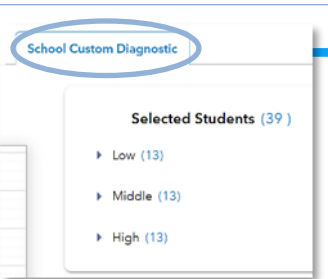 School Custom Diagnostic
Selected Students (39 )
Low (13)
Middle (13)
High (13)